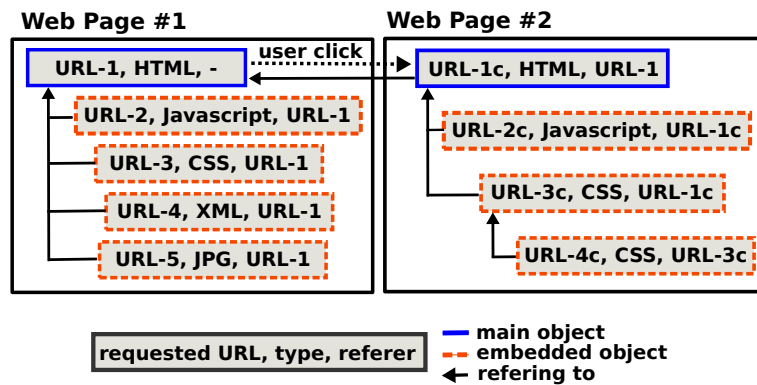 Web Page #1
Web Page #2
user click
URL-1, HTML, -
URL-2, Javascript, URL-1
URL-3, CSS, URL-1
URL-4, XML, URL-1
URL-5, JPG, URL-1
URL-1c, HTML, URL-1
URL-2c, Javascript, URL-1c
URL-3c, CSS, URL-1c
URL-4c, CSS, URL-3c
requested URL, type, referer
main object
embedded object
refering to